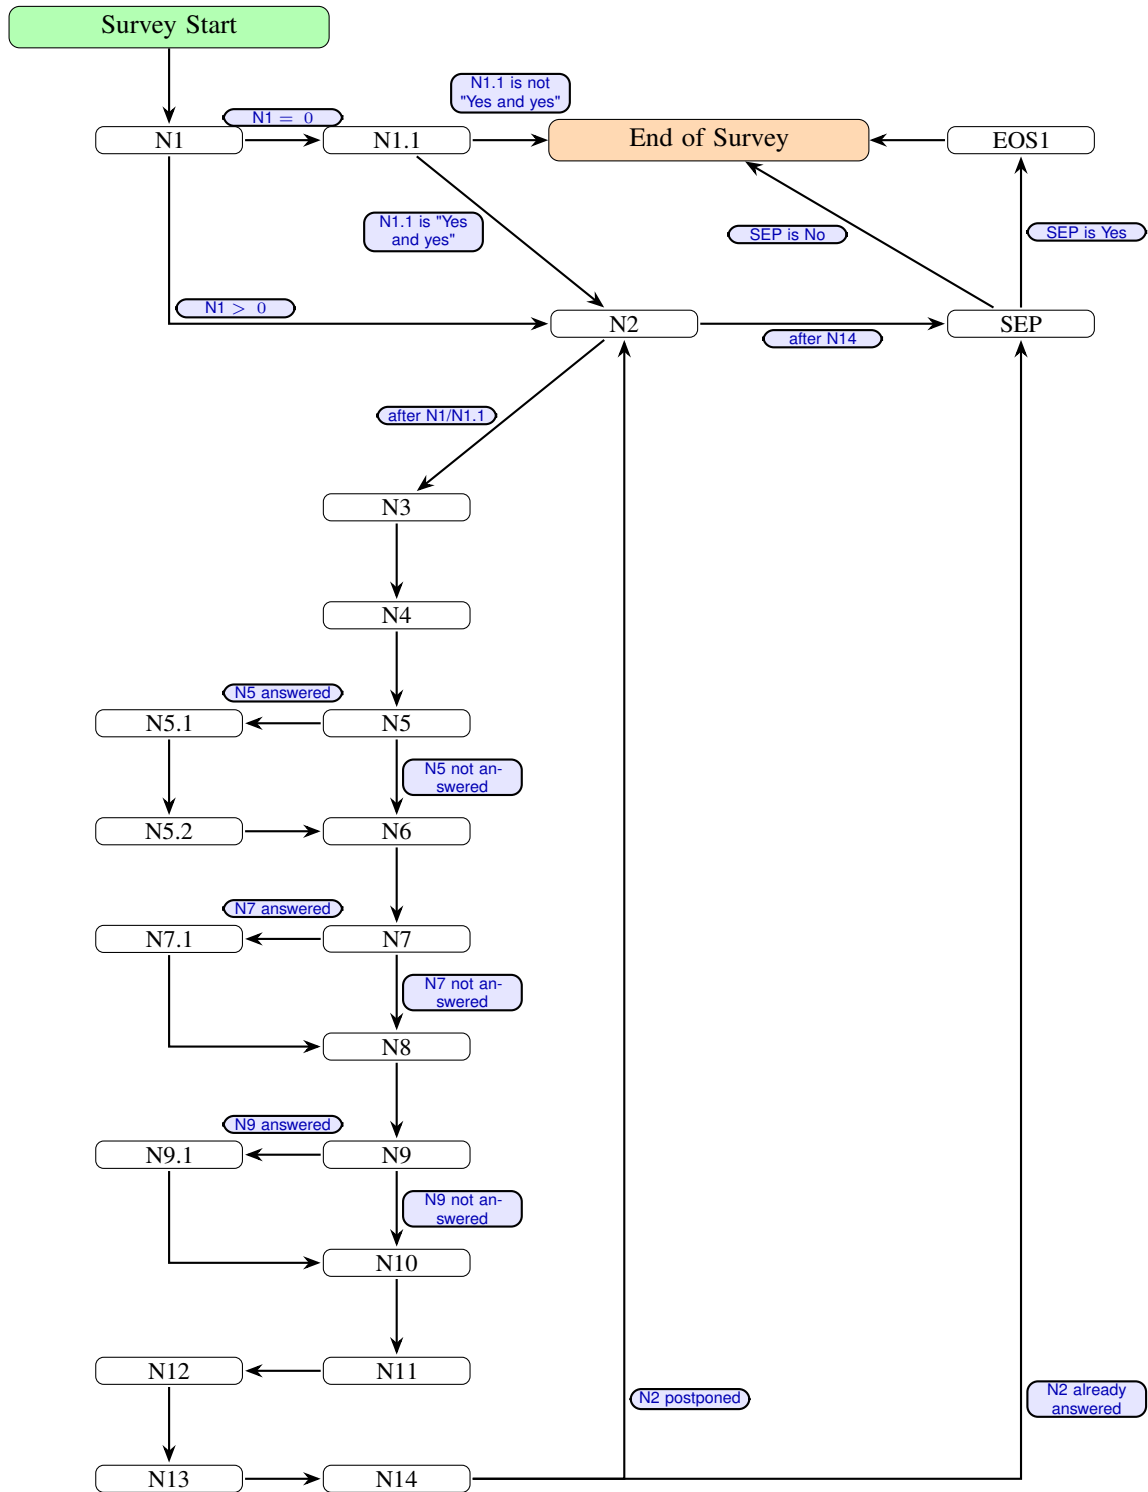 Survey Start
N1.1 is not
"Yes and yes"
N1 = 0
N1
N1.1
End of Survey
EOS1
N1.1 is "Yes
and yes"
SEP is No
SEP is Yes
N1 > 0
N2
SEP
after N14
after N1/N1.1
N3
N4
N5 answered
N5.1
N5
N5 not an-
swered
N5.2
N6
N7 answered
N7.1
N7
N7 not an-
swered
N8
N9 answered
N9.1
N9
N9 not an-
swered
N10
N12
N11
N2 postponed
N2 already
answered
N13
N14